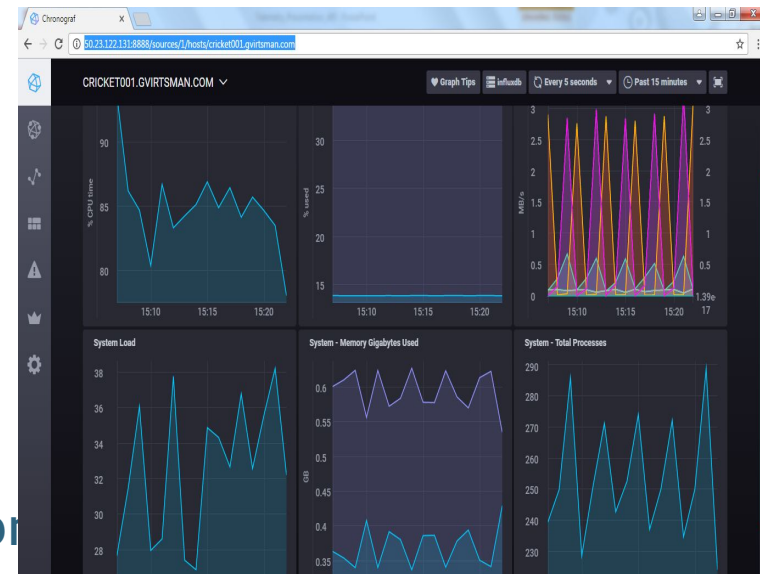 Chronograf
50.23.122.131:8888/sources/1/hosts/cricket001.gvirtsman.com
CRICKET001.GVIRTSMAN.COM
Graph Tips
influxdb
Every 5 seconds
Past 15 minutes
% CPU time
90
85
80
15:10 15:15 15:20
% used
30
25
20
15
15:10 15:15 15:20
MB/s
3
2.5
2
1.5
1
0.5
0
3
2.5
2
1.5
1
0.5
1.39e
17
15:10 15:15 15:20
System Load
38
36
34
32
30
28
System - Memory Gigabytes Used
GB
0.6
0.55
0.5
0.45
0.4
0.35
System - Total Processes
290
280
270
260
250
240
230